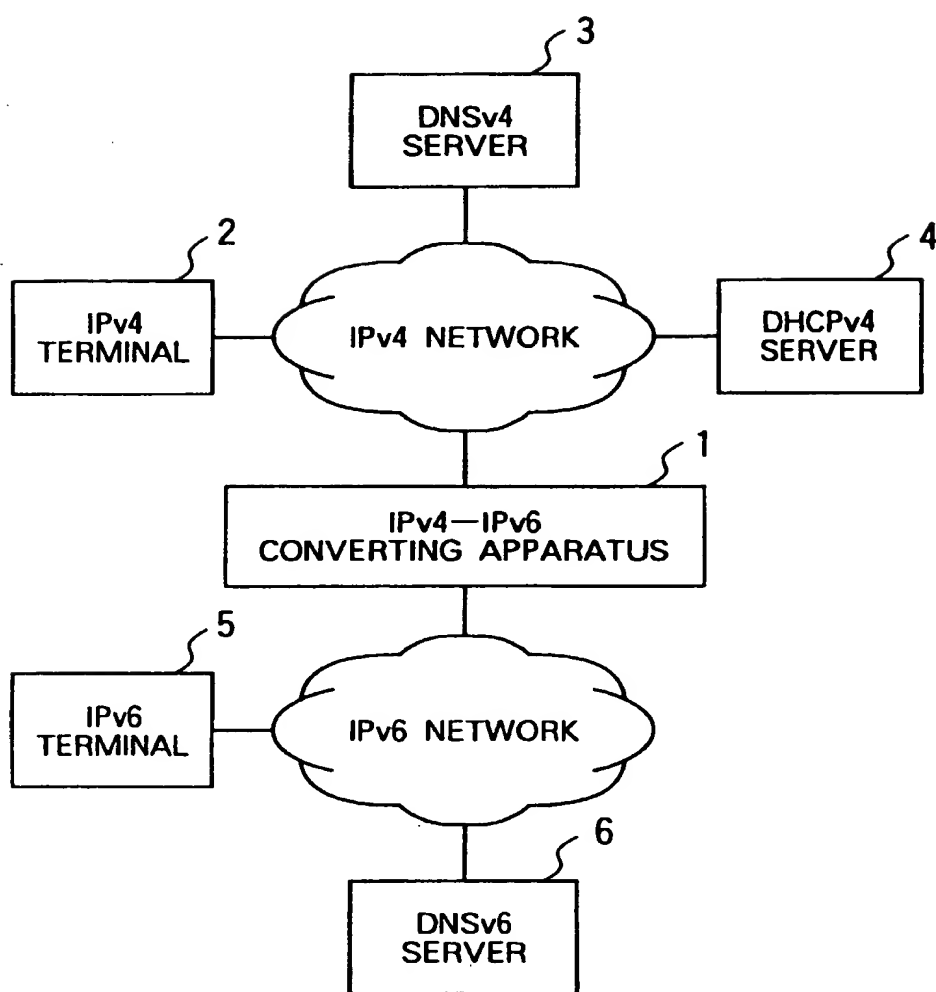 3
DNSv4
SERVER
2
4
IPv4
TERMINAL
IPv4 NETWORK
DHCPv4
SERVER
1
IPv4—IPv6
CONVERTING APPARATUS
5
IPv6
TERMINAL
IPv6 NETWORK
6
DNSv6
SERVER